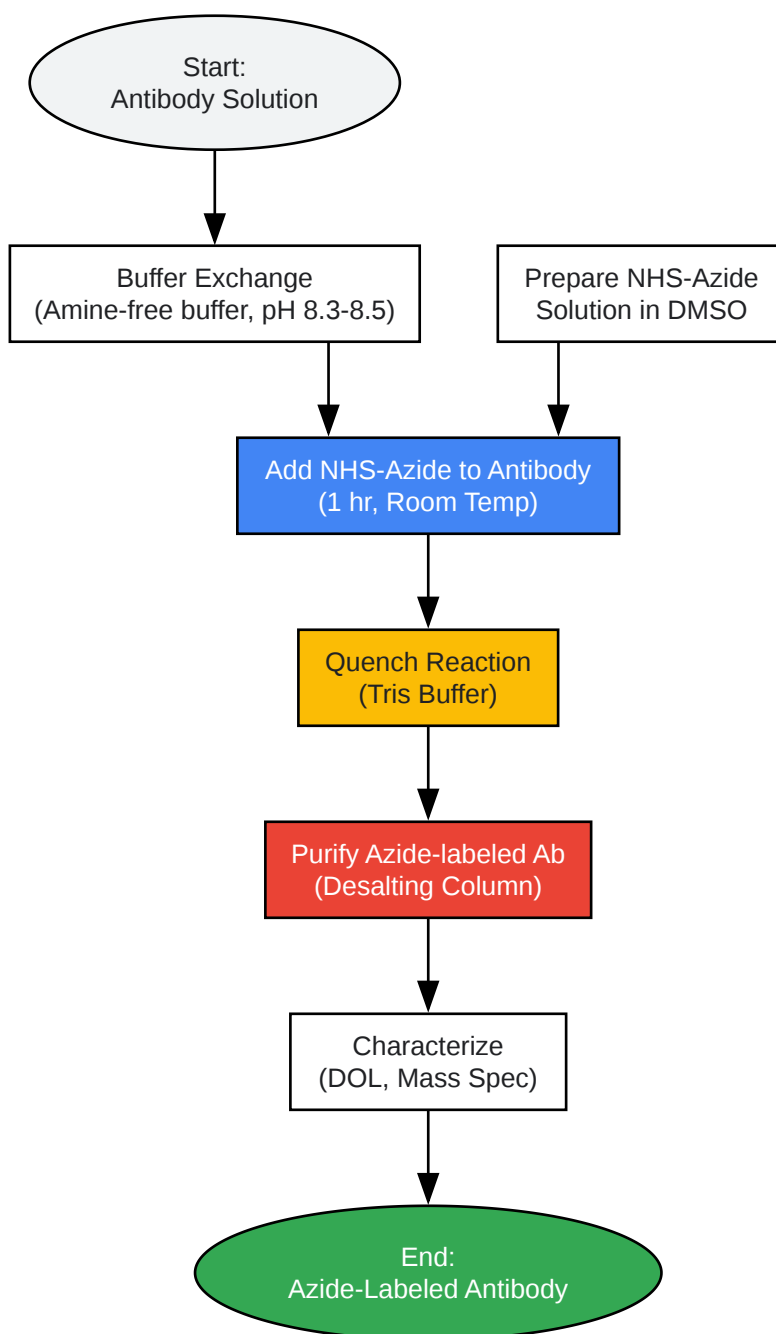 Start:
Antibody Solution
Buffer Exchange
(Amine-free buffer, pH 8.3-8.5)
Prepare NHS-Azide
Solution in DMSO
Add NHS-Azide to Antibody
(1 hr, Room Temp)
Quench Reaction
(Tris Buffer)
Purify Azide-labeled Ab
(Desalting Column)
Characterize
(DOL, Mass Spec)
End:
Azide-Labeled Antibody